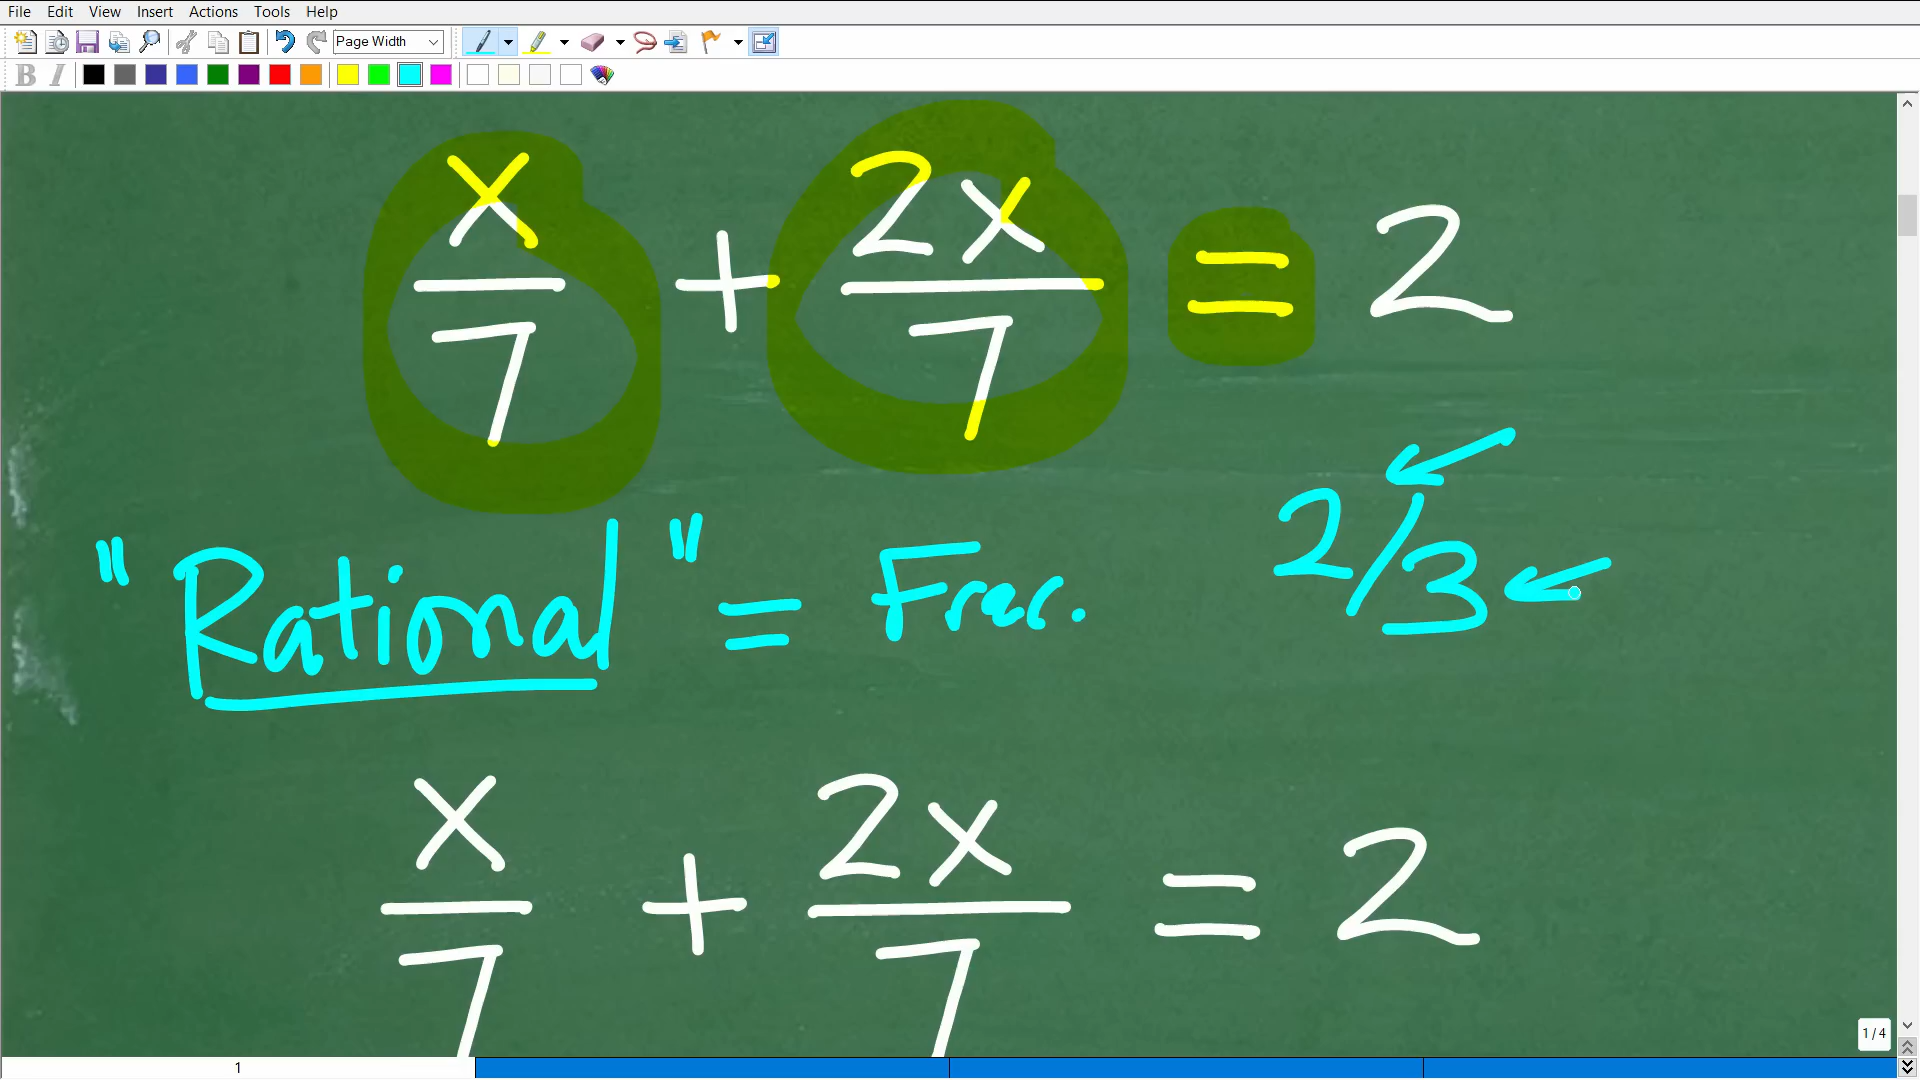 File Edit View Insert Actions Tools Help
Page Width
B I
x/7 + 2x/7 = 2
2/3
"Rational" = Frac.
x/7 + 2x/7 = 2
1 / 4
1